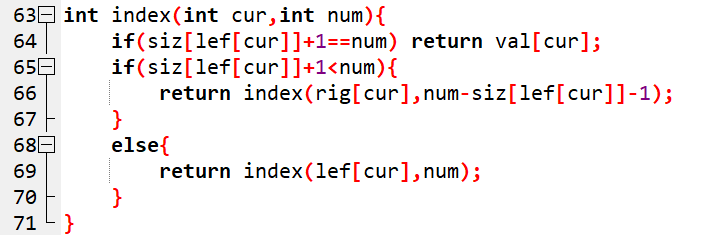 63 int index(int cur,int num){
64 if(siz[lef[cur]]+1==num) return val[cur];
65 if(siz[lef[cur]]+1<num){
66 return index(rig[cur],num-siz[lef[cur]]-1);
67 }
68 else{
69 return index(lef[cur],num);
70 }
71 }